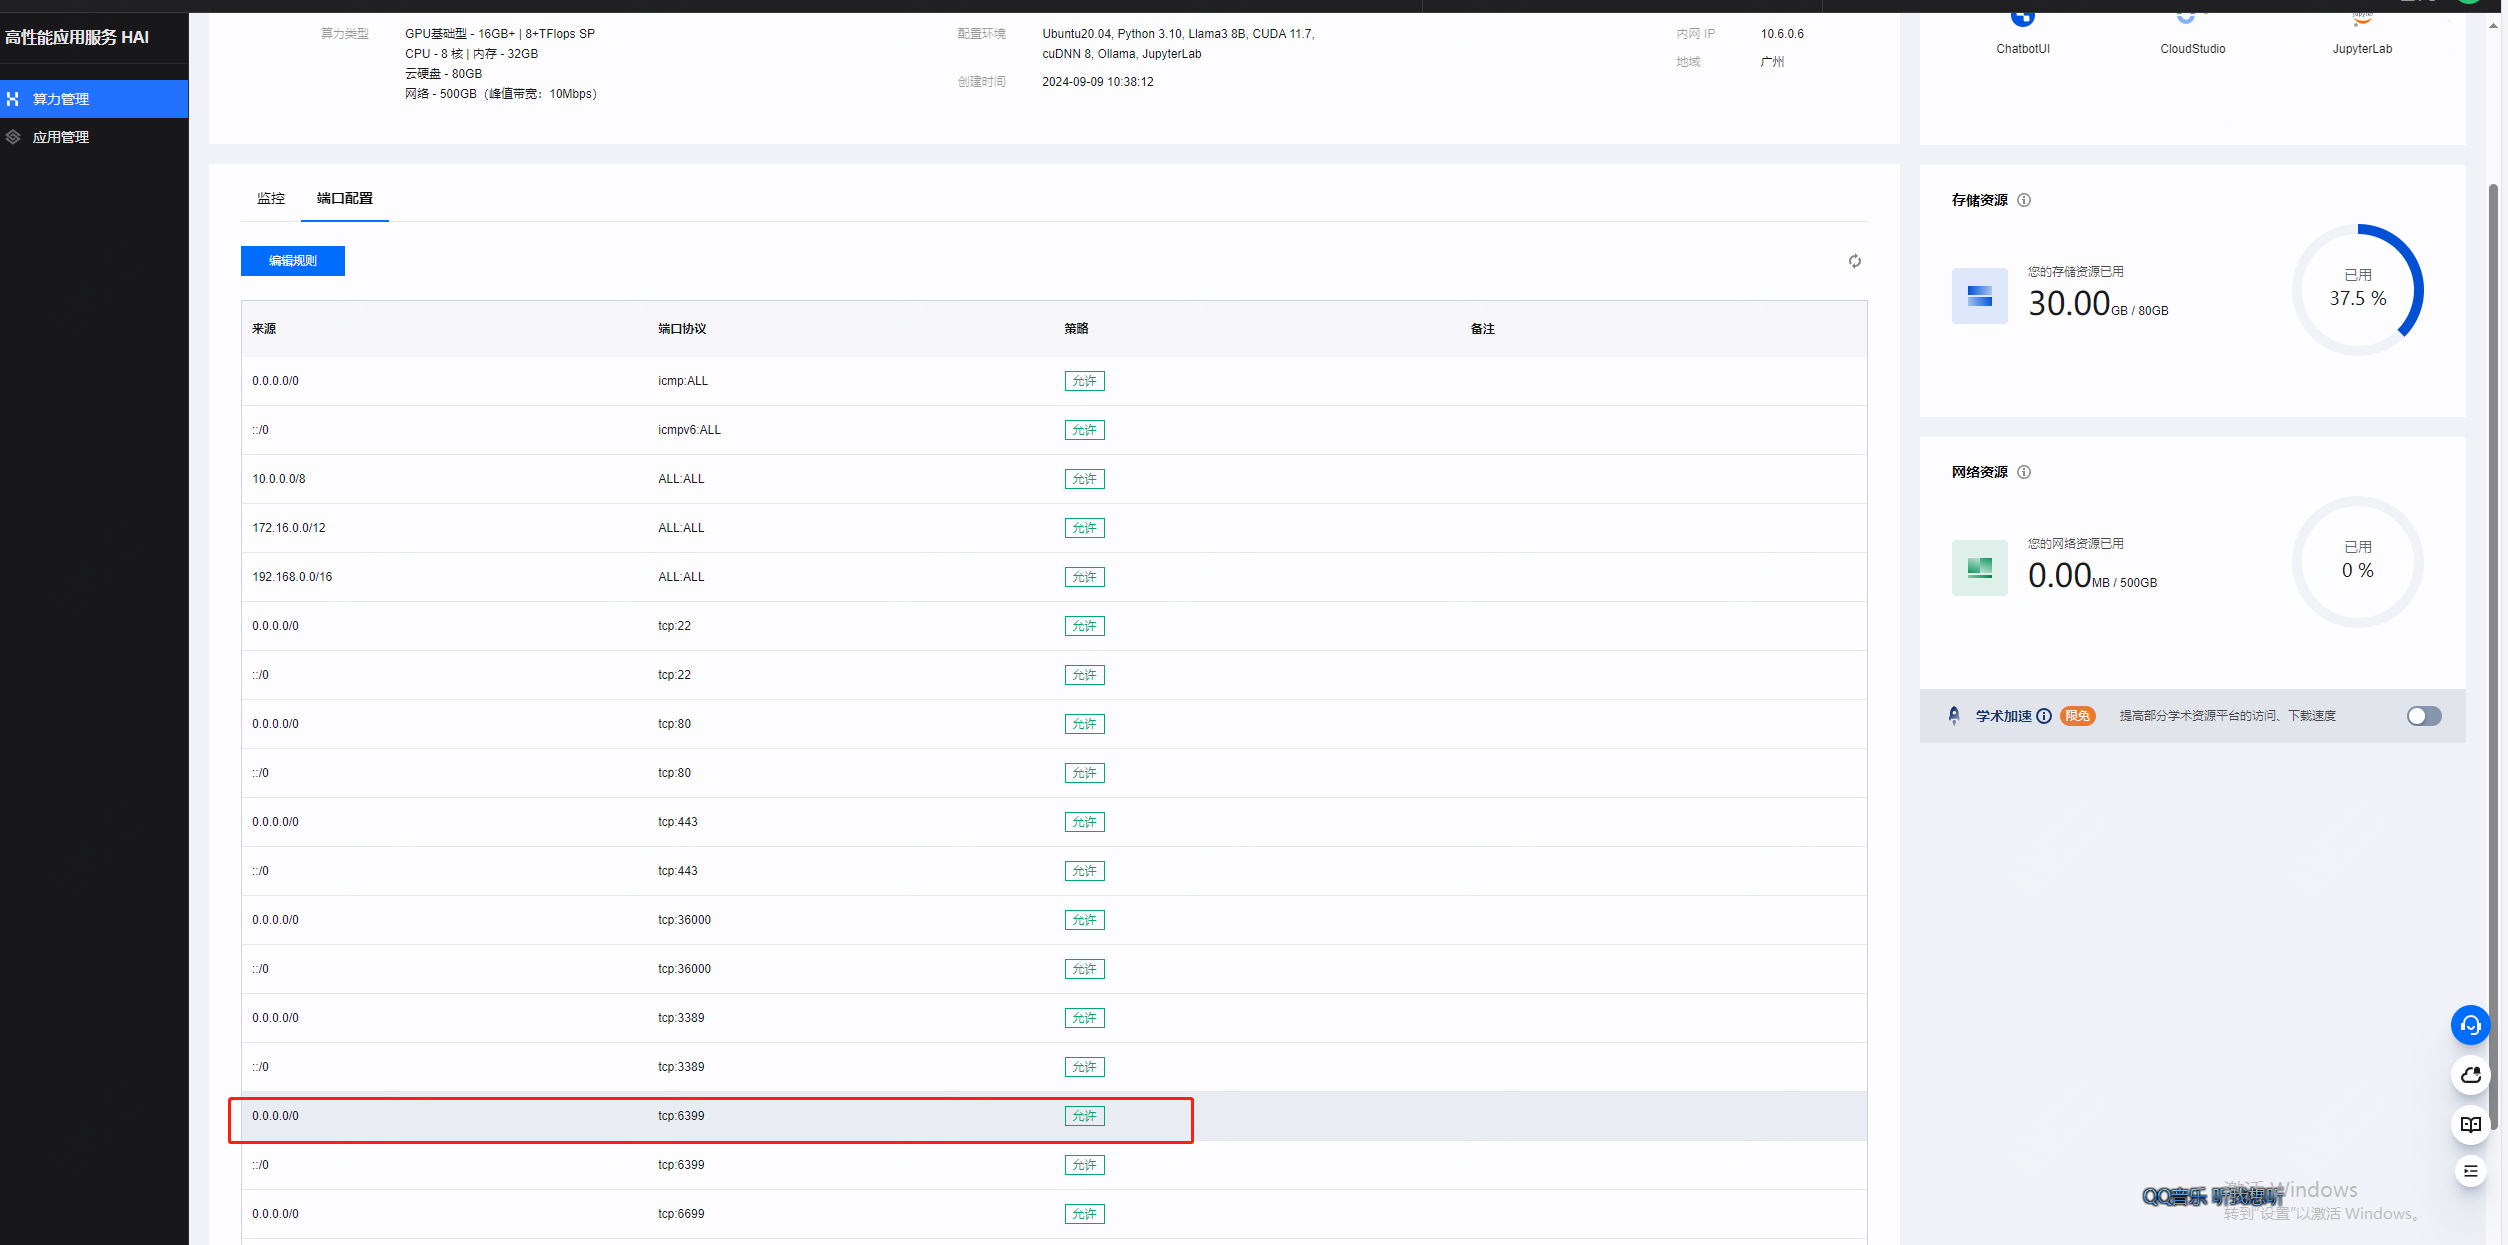 高性能应用服务 HAI
算力管理
应用管理
算力类型
GPU基础型 - 16GB+ | 8+TFlops SP
CPU - 8 核 | 内存 - 32GB
云硬盘 - 80GB
网络 - 500GB（峰值带宽：10Mbps）
配置环境
Ubuntu20.04, Python 3.10, Llama3 8B, CUDA 11.7,
cuDNN 8, Ollama, JupyterLab
创建时间
2024-09-09 10:38:12
内网 IP
10.6.0.6
地域
广州
ChatbotUI
CloudStudio
JupyterLab
监控
端口配置
编辑规则
来源 端口协议 策略 备注
0.0.0.0/0 icmp:ALL 允许
::/0 icmpv6:ALL 允许
10.0.0.0/8 ALL:ALL 允许
172.16.0.0/12 ALL:ALL 允许
192.168.0.0/16 ALL:ALL 允许
0.0.0.0/0 tcp:22 允许
::/0 tcp:22 允许
0.0.0.0/0 tcp:80 允许
::/0 tcp:80 允许
0.0.0.0/0 tcp:443 允许
::/0 tcp:443 允许
0.0.0.0/0 tcp:36000 允许
::/0 tcp:36000 允许
0.0.0.0/0 tcp:3389 允许
::/0 tcp:3389 允许
0.0.0.0/0 tcp:6399 允许
::/0 tcp:6399 允许
0.0.0.0/0 tcp:6699 允许
存储资源
您的存储资源已用
30.00GB / 80GB
已用
37.5 %
网络资源
您的网络资源已用
0.00MB / 500GB
已用
0 %
学术加速 限免 提高部分学术资源平台的访问、下载速度
QQ音乐 听我想听
激活 Windows
转到"设置"以激活 Windows。